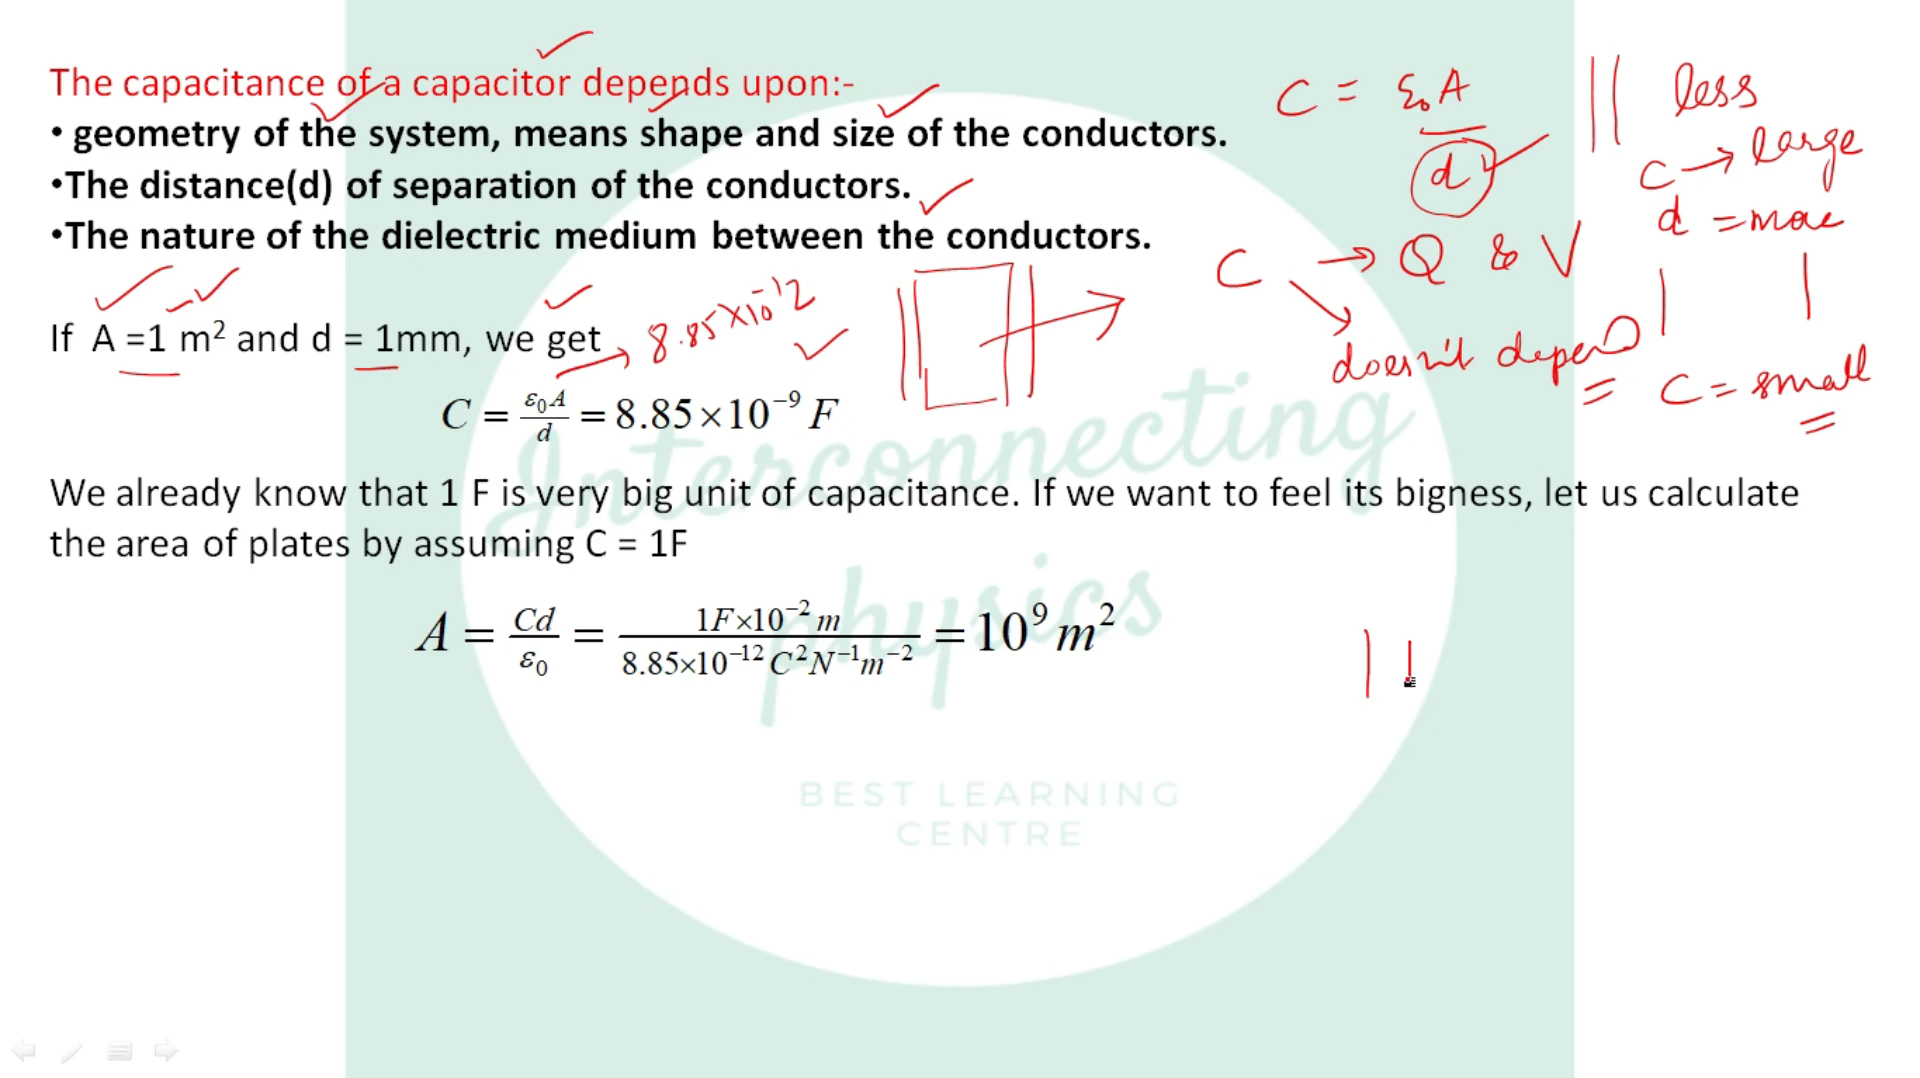 The capacitance of a capacitor depends upon:-
• geometry of the system, means shape and size of the conductors.
•The distance(d) of separation of the conductors.
•The nature of the dielectric medium between the conductors.
If A =1 m² and d = 1mm, we get
8.85×10⁻¹²
C = ε₀A/d = 8.85×10⁻⁹ F
We already know that 1 F is very big unit of capacitance. If we want to feel its bigness, let us calculate
the area of plates by assuming C = 1F
A = Cd/ε₀ = 1F×10⁻² m / 8.85×10⁻¹² C²N⁻¹m⁻² = 10⁹ m²
C = ε₀A/d
less
C → large
d = more
C → Q & V
doesn't depend
C = small
Interconnecting
physics
BEST LEARNING
CENTRE